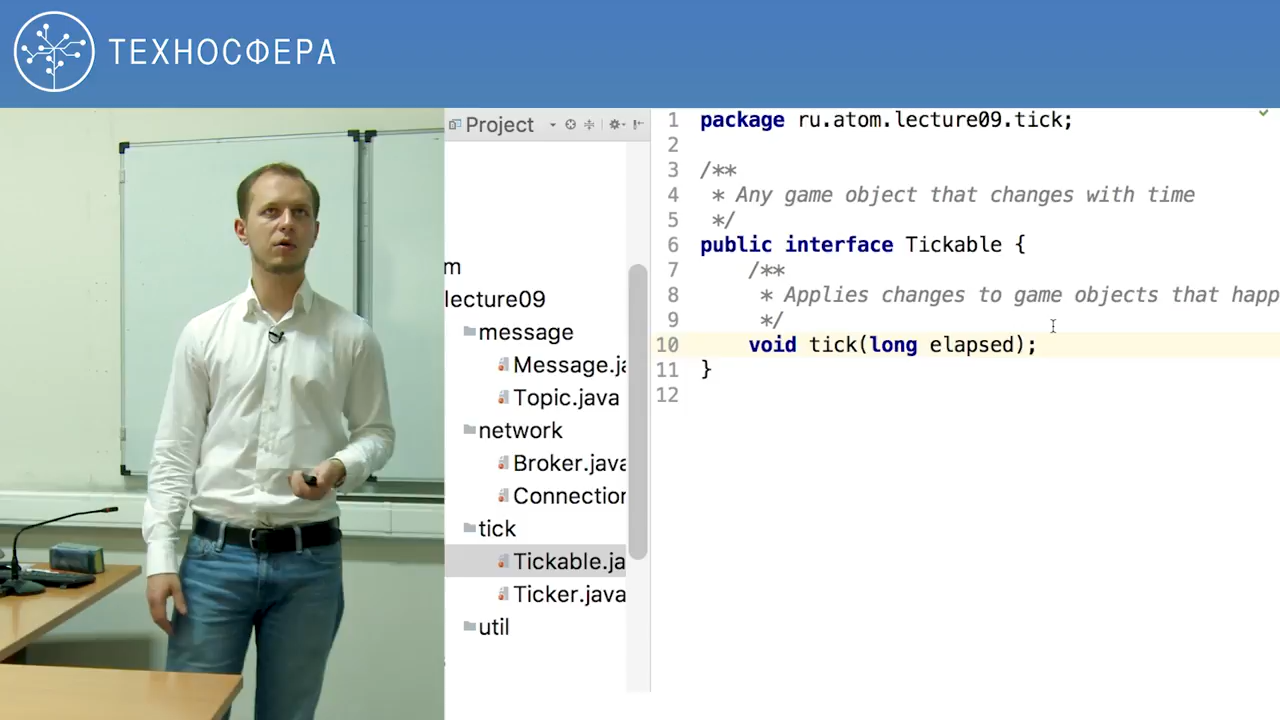 ТЕХНОСФЕРА
Project
m
lecture09
message
Message.ja
Topic.java
network
Broker.java
Connection
tick
Tickable.ja
Ticker.java
util
1 package ru.atom.lecture09.tick;
2
3 /**
4 * Any game object that changes with time
5 */
6 public interface Tickable {
7 /**
8 * Applies changes to game objects that happ
9 */
10 void tick(long elapsed);
11 }
12